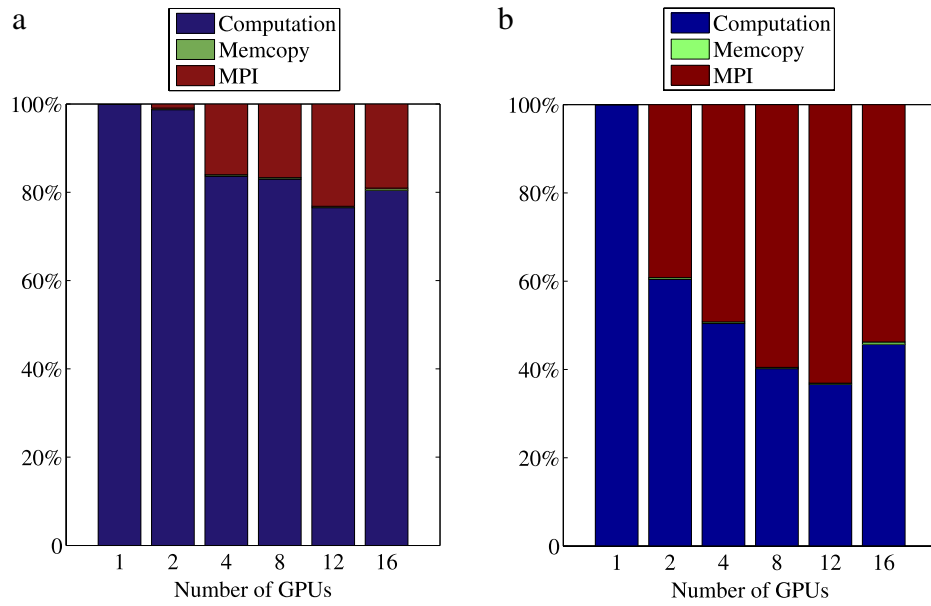 a
Computation
Memcopy
MPI
100%
80%
60%
40%
20%
0
1 2 4 8 12 16
Number of GPUs
b
Computation
Memcopy
MPI
100%
80%
60%
40%
20%
0
1 2 4 8 12 16
Number of GPUs